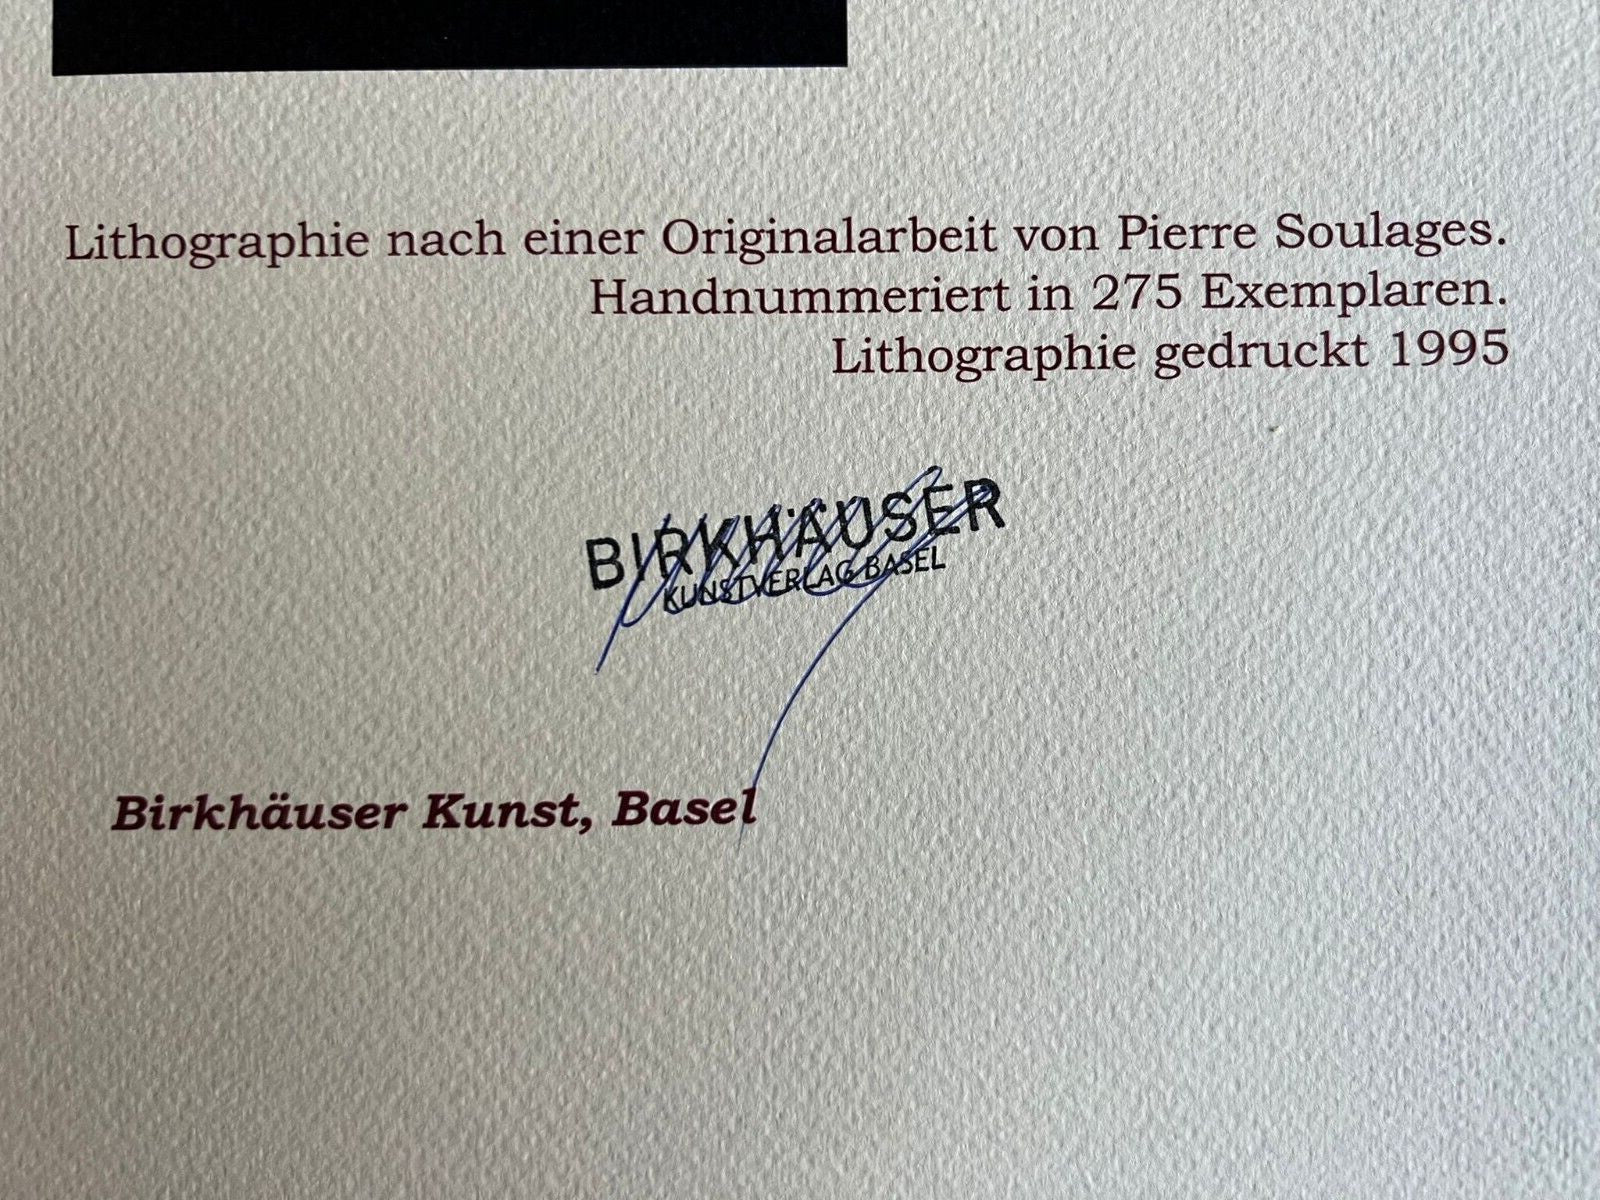 Lithographie nach einer Originalarbeit von Pierre Soulages.
Handnummeriert in 275 Exemplaren.
Lithographie gedruckt 1995
BIRKHÄUSER
KUNSTVERLAG BASEL
Birkhäuser Kunst, Basel